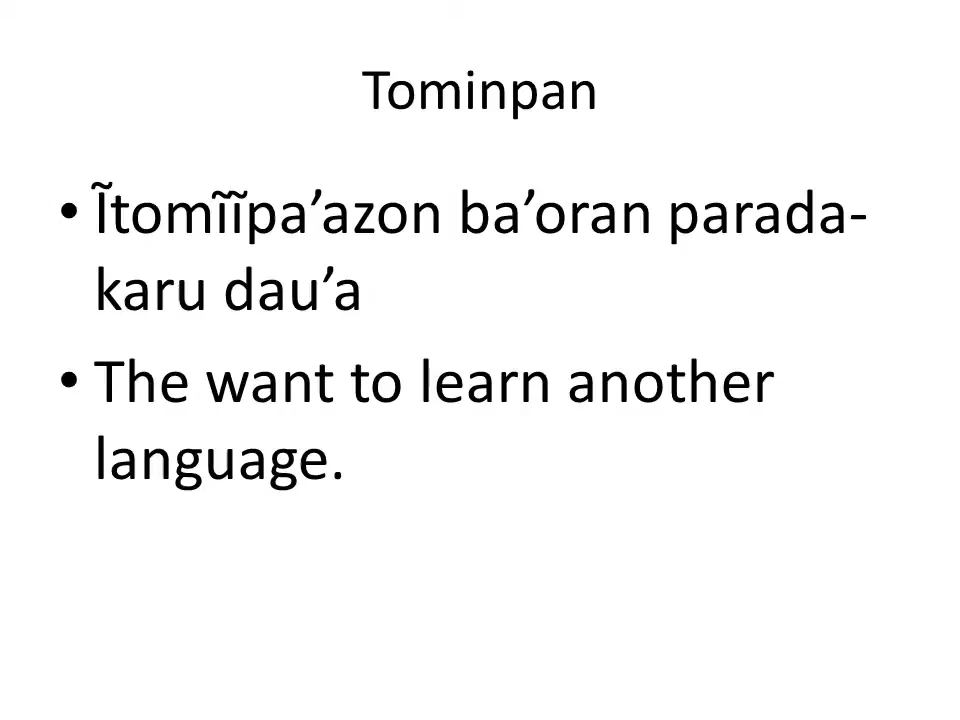 Tominpan
• Ĩtomĩĩpa’azon ba’oran parada-
karu dau’a
• The want to learn another
language.